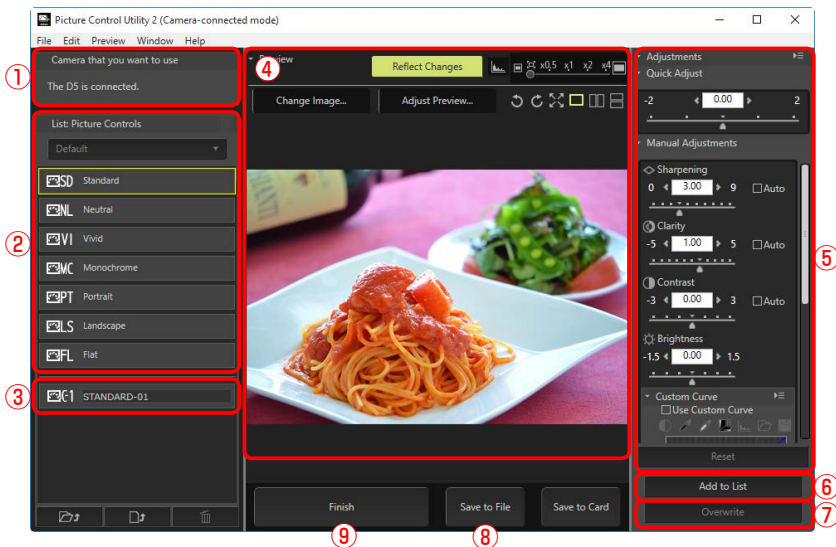 Picture Control Utility 2 (Camera-connected mode)
File Edit Preview Window Help
① Camera that you want to use
The D5 is connected.
② List: Picture Controls
Default
SD Standard
NL Neutral
VI Vivid
MC Monochrome
PT Portrait
LS Landscape
FL Flat
③ C-1 STANDARD-01
④ Preview
Reflect Changes
x0,5 x1 x2 x4
Change Image...
Adjust Preview...
CHIANTI
Finish
⑨
Save to File
⑧
Save to Card
⑤
Adjustments
Quick Adjust
-2 0.00 2
Manual Adjustments
Sharpening
0 3.00 9 Auto
Clarity
-5 1.00 5 Auto
Contrast
-3 0.00 3 Auto
Brightness
-1.5 0.00 1.5
Custom Curve
Use Custom Curve
Reset
Add to List ⑥
Overwrite ⑦